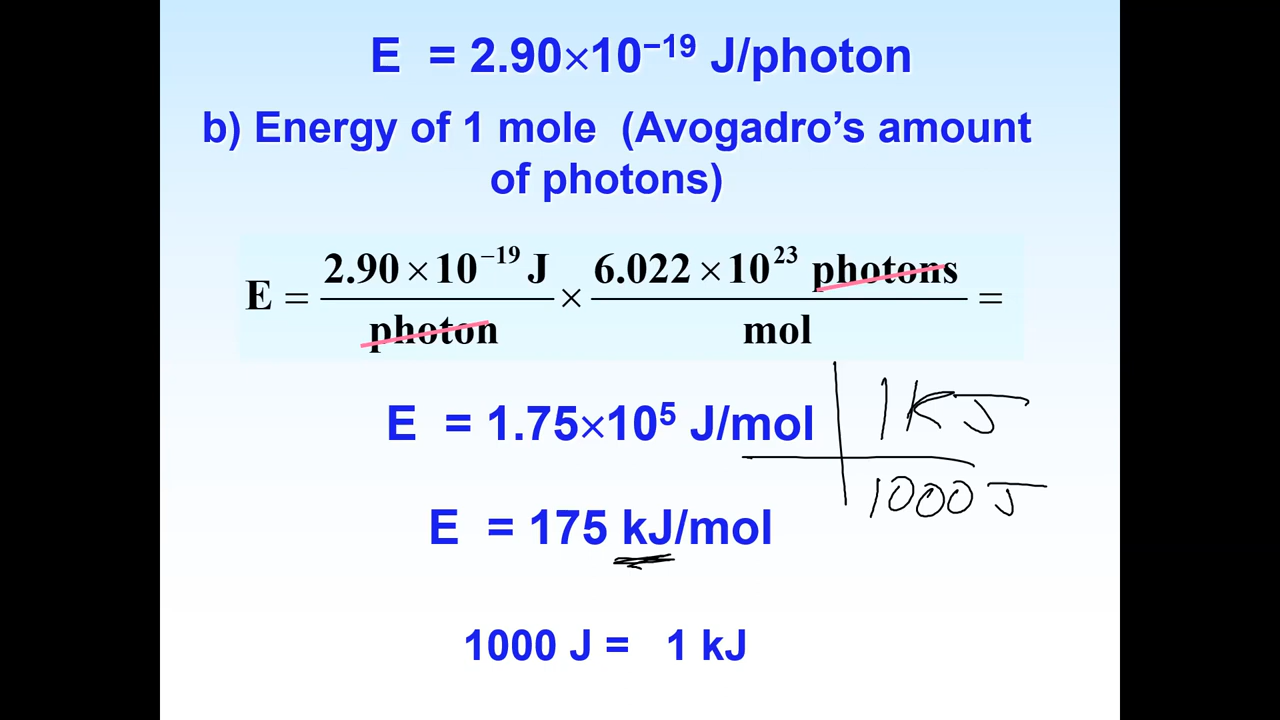 E = 2.90×10⁻¹⁹ J/photon
b) Energy of 1 mole (Avogadro’s amount
of photons)
E = 2.90 × 10⁻¹⁹ J / photon × 6.022 × 10²³ photons / mol =
E = 1.75×10⁵ J/mol
1 kJ
1000 J
E = 175 kJ/mol
1000 J = 1 kJ